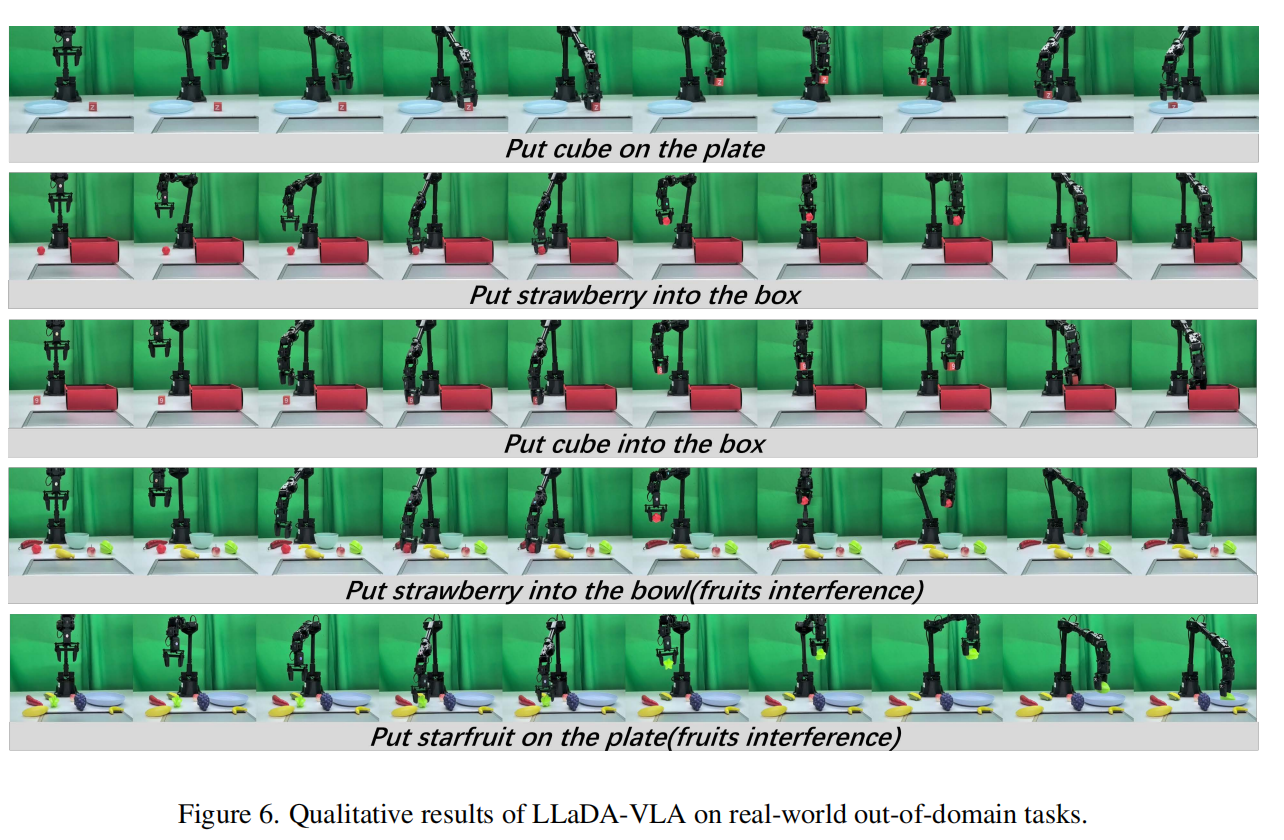 Put cube on the plate
Put strawberry into the box
Put cube into the box
Put strawberry into the bowl(fruits interference)
Put starfruit on the plate(fruits interference)
Figure 6. Qualitative results of LLaDA-VLA on real-world out-of-domain tasks.